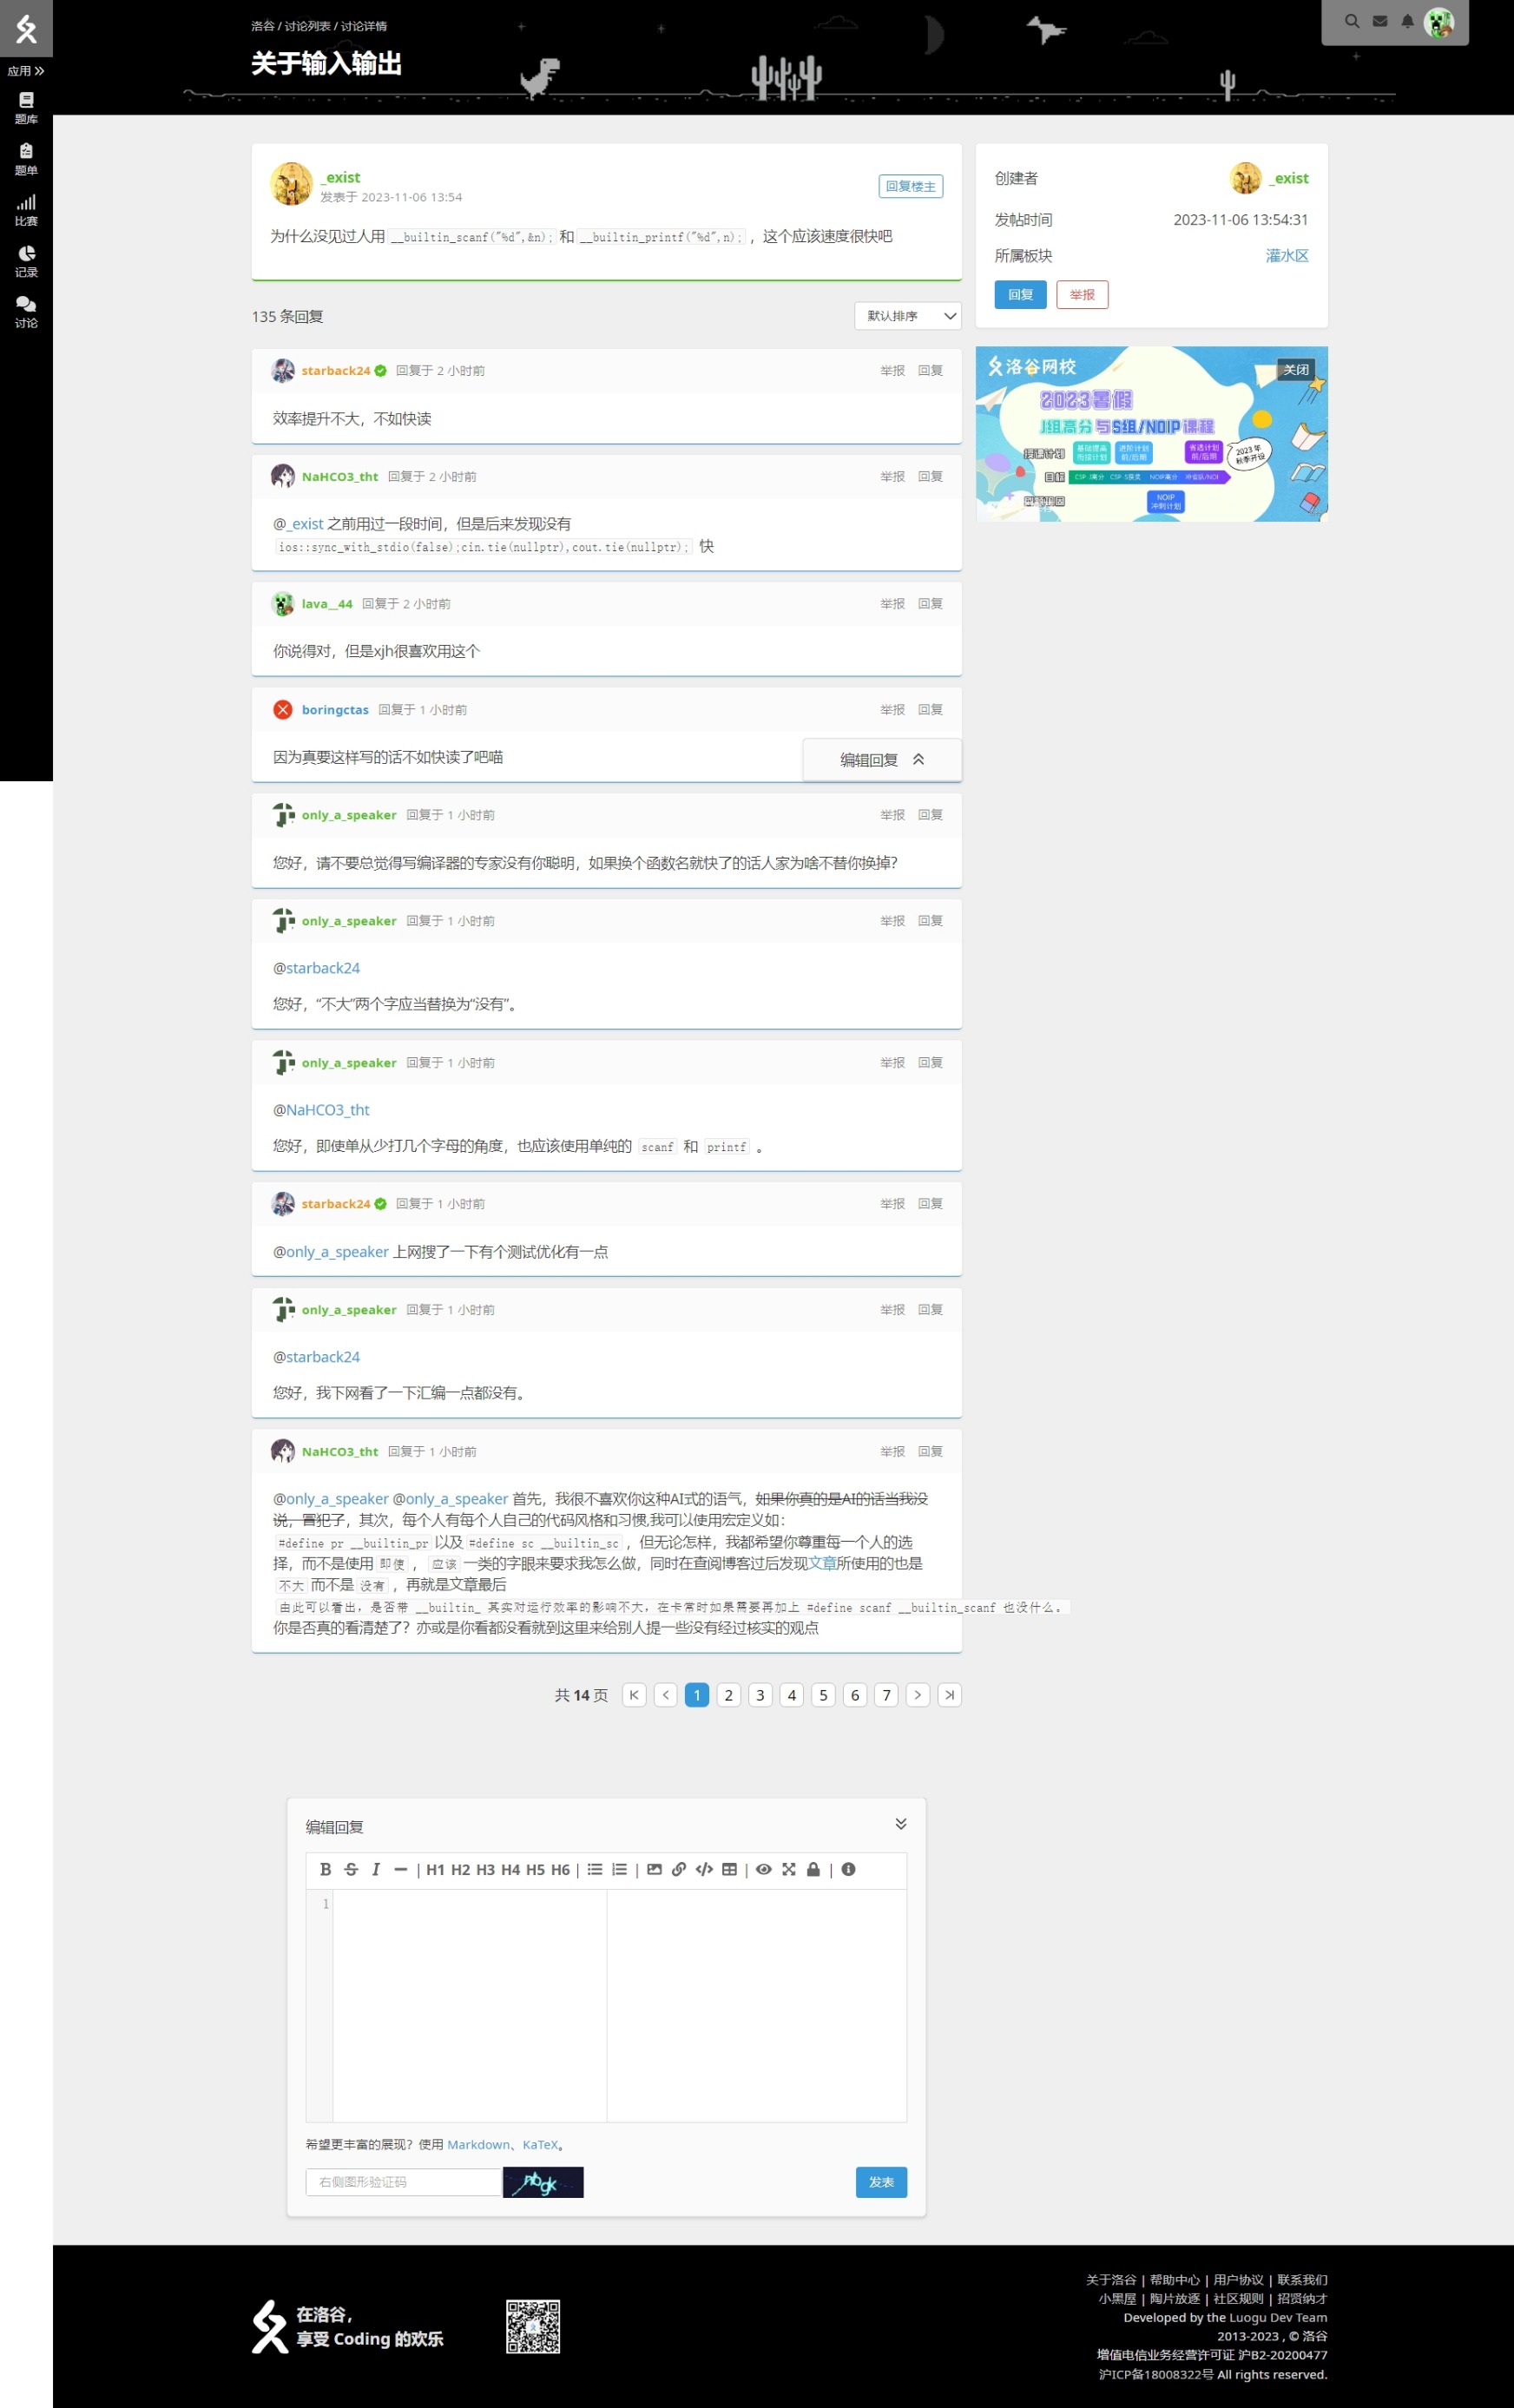 洛谷 / 讨论列表 / 讨论详情
关于输入输出
应用
题库
题单
比赛
记录
讨论
_exist
发表于 2023-11-06 13:54
回复楼主
为什么没见过人用 __builtin_scanf("%d",&n); 和 __builtin_printf("%d",n); ，这个应该速度很快吧
创建者
_exist
发帖时间
2023-11-06 13:54:31
所属板块
灌水区
回复
举报
135 条回复
默认排序
洛谷网校
关闭
2023暑假
J组高分与S组/NOIP课程
基础提高
衔接计划
进阶计划
前/后期
省选计划
前/后期
2023 年
秋季开设
目标
NOIP
冲刺计划
starback24 回复于 2 小时前
举报 回复
效率提升不大，不如快读
NaHCO3_tht 回复于 2 小时前
举报 回复
@_exist 之前用过一段时间，但是后来发现没有
ios::sync_with_stdio(false);cin.tie(nullptr),cout.tie(nullptr); 快
lava__44 回复于 2 小时前
举报 回复
你说得对，但是xjh很喜欢用这个
boringctas 回复于 1 小时前
举报 回复
因为真要这样写的话不如快读了吧喵
编辑回复
only_a_speaker 回复于 1 小时前
举报 回复
您好，请不要总觉得写编译器的专家没有你聪明，如果换个函数名就快了的话人家为啥不替你换掉？
only_a_speaker 回复于 1 小时前
举报 回复
@starback24
您好，“不大”两个字应当替换为“没有”。
only_a_speaker 回复于 1 小时前
举报 回复
@NaHCO3_tht
您好，即使单从少打几个字母的角度，也应该使用单纯的 scanf 和 printf 。
starback24 回复于 1 小时前
举报 回复
@only_a_speaker 上网搜了一下有个测试优化有一点
only_a_speaker 回复于 1 小时前
举报 回复
@starback24
您好，我下网看了一下汇编一点都没有。
NaHCO3_tht 回复于 1 小时前
举报 回复
@only_a_speaker @only_a_speaker 首先，我很不喜欢你这种AI式的语气，如果你真的是AI的话当我没
说，冒犯了，其次，每个人有每个人自己的代码风格和习惯,我可以使用宏定义如：
#define pr __builtin_pr 以及 #define sc __builtin_sc ，但无论怎样，我都希望你尊重每一个人的选
择，而不是使用 即使 ， 应该 一类的字眼来要求我怎么做，同时在查阅博客过后发现文章所使用的也是
不大 而不是 没有 ，再就是文章最后
由此可以看出，是否带 __builtin_ 其实对运行效率的影响不大，在卡常时如果需要再加上 #define scanf __builtin_scanf 也没什么。
你是否真的看清楚了？亦或是你看都没看就到这里来给别人提一些没有经过核实的观点
共 14 页 1 2 3 4 5 6 7
编辑回复
B S I | H1 H2 H3 H4 H5 H6 | | | |
1
希望更丰富的展现？使用 Markdown、KaTeX。
右侧图形验证码
发表
在洛谷，
享受 Coding 的欢乐
关于洛谷 | 帮助中心 | 用户协议 | 联系我们
小黑屋 | 陶片放逐 | 社区规则 | 招贤纳才
Developed by the Luogu Dev Team
2013-2023 , © 洛谷
增值电信业务经营许可证 沪B2-20200477
沪ICP备18008322号 All rights reserved.